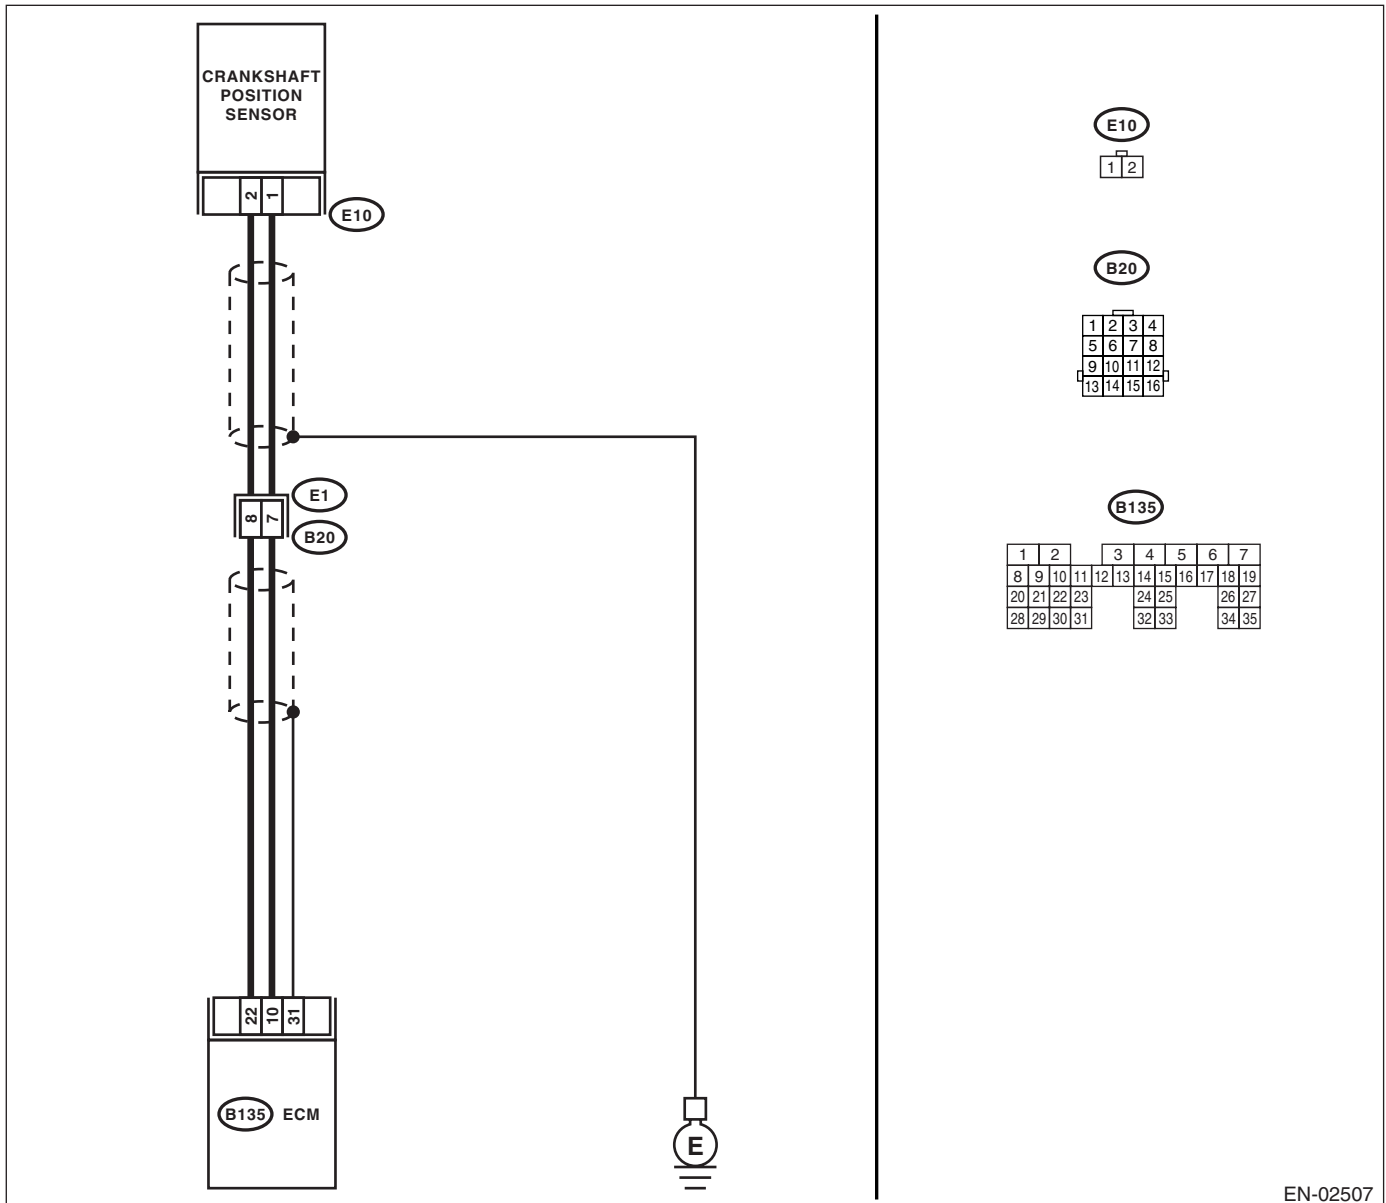 CRANKSHAFT
POSITION
SENSOR
2 1
E10
E1
8 7
B20
22 10 31
B135 ECM
E
E10
1 2
B20
1 2 3 4
5 6 7 8
9 10 11 12
13 14 15 16
B135
1 2 3 4 5 6 7
8 9 10 11 12 13 14 15 16 17 18 19
20 21 22 23 24 25 26 27
28 29 30 31 32 33 34 35
EN-02507